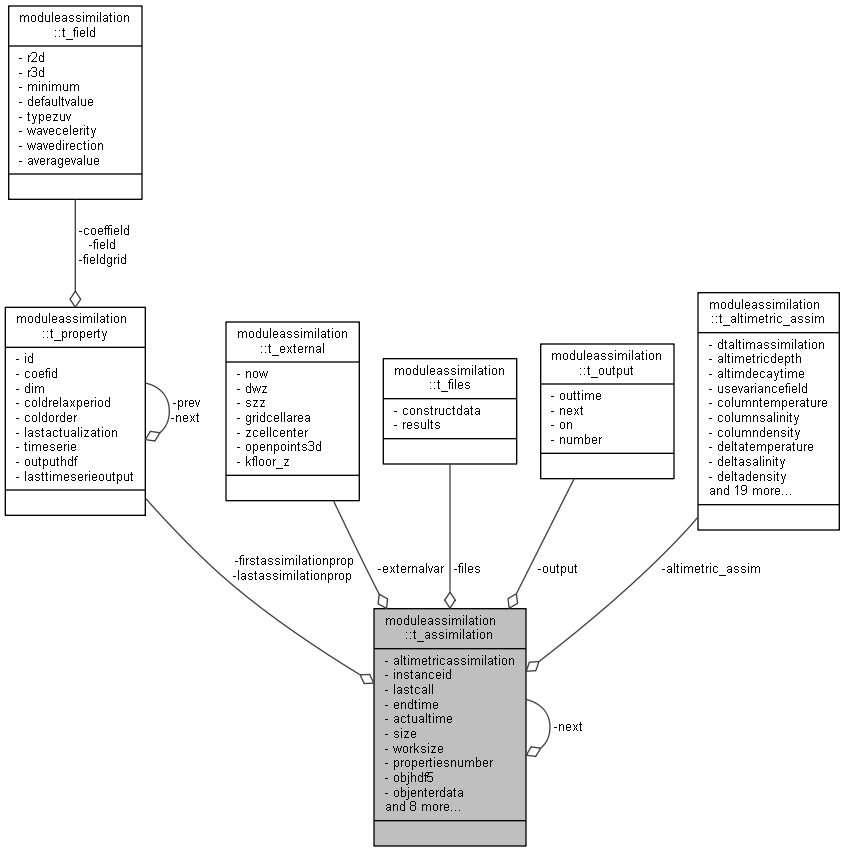 moduleassimilation
::t_field
- r2d
- r3d
- minimum
- defaultvalue
- typezuv
- wavecelerity
- wavedirection
- averagevalue
-coeffield
-field
-fieldgrid
moduleassimilation
::t_property
- id
- coefid
- dim
- coldrelaxperiod
- coldorder
- lastactualization
- timeserie
- outputhdf
- lasttimeserieoutput
-prev
-next
moduleassimilation
::t_external
- now
- dwz
- szz
- gridcellarea
- zcellcenter
- openpoints3d
- kfloor_z
moduleassimilation
::t_files
- constructdata
- results
moduleassimilation
::t_output
- outtime
- next
- on
- number
moduleassimilation
::t_altimetric_assim
- dtaltimassimilation
- altimetricdepth
- altimdecaytime
- usevariancefield
- columntemperature
- columnsalinity
- columndensity
- deltatemperature
- deltasalinity
- deltadensity
and 19 more...
-firstassimilationprop
-lastassimilationprop
-externalvar
-files
-output
-altimetric_assim
moduleassimilation
::t_assimilation
- altimetricassimilation
- instanceid
- lastcall
- endtime
- actualtime
- size
- worksize
- propertiesnumber
- objhdf5
- objenterdata
and 8 more...
-next